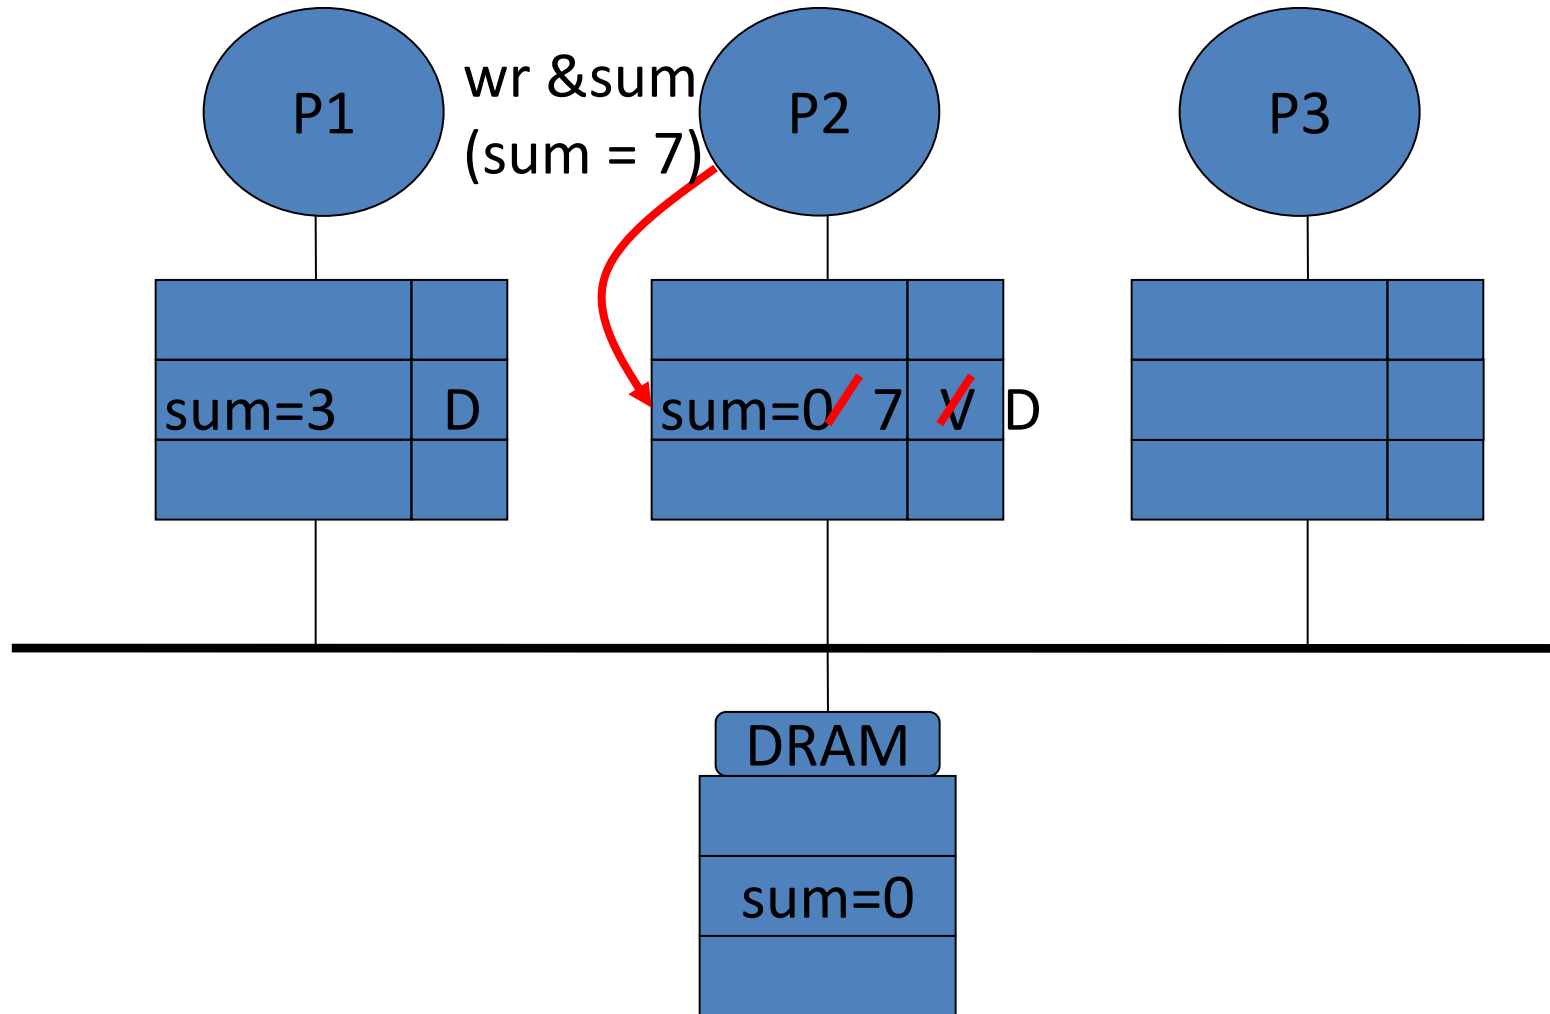 P1
wr &sum
(sum = 7)
P2
P3
sum=3 D
sum=0 7 V D
DRAM
sum=0